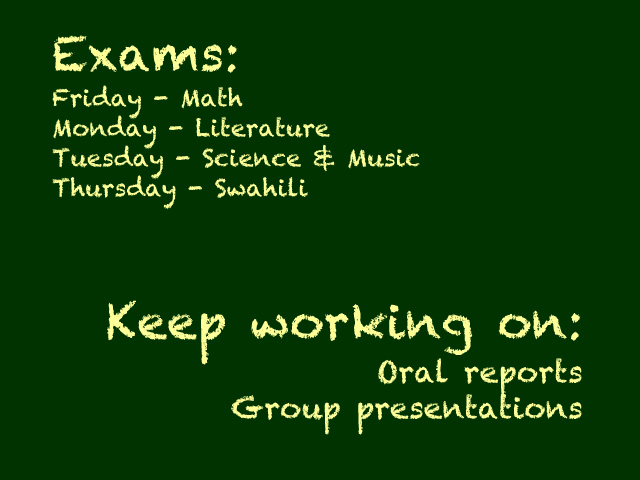 Exams:
Friday - Math
Monday - Literature
Tuesday - Science & Music
Thursday - Swahili
Keep working on:
Oral reports
Group presentations